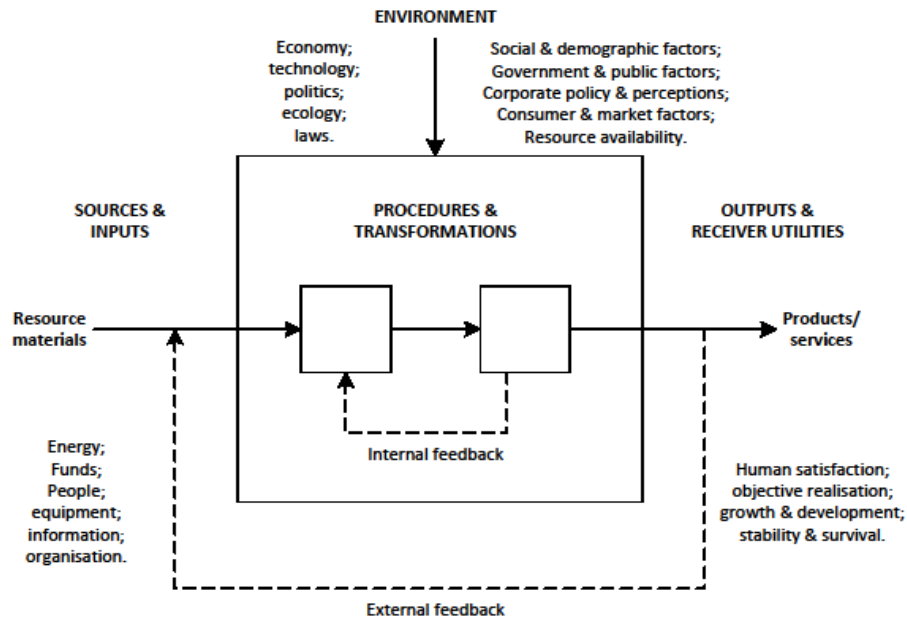 ENVIRONMENT
Economy;
technology;
politics;
ecology;
laws.
Social & demographic factors;
Government & public factors;
Corporate policy & perceptions;
Consumer & market factors;
Resource availability.
SOURCES &
INPUTS
PROCEDURES &
TRANSFORMATIONS
OUTPUTS &
RECEIVER UTILITIES
Resource
materials
Products/
services
Internal feedback
Energy;
Funds;
People;
equipment;
information;
organisation.
Human satisfaction;
objective realisation;
growth & development;
stability & survival.
External feedback